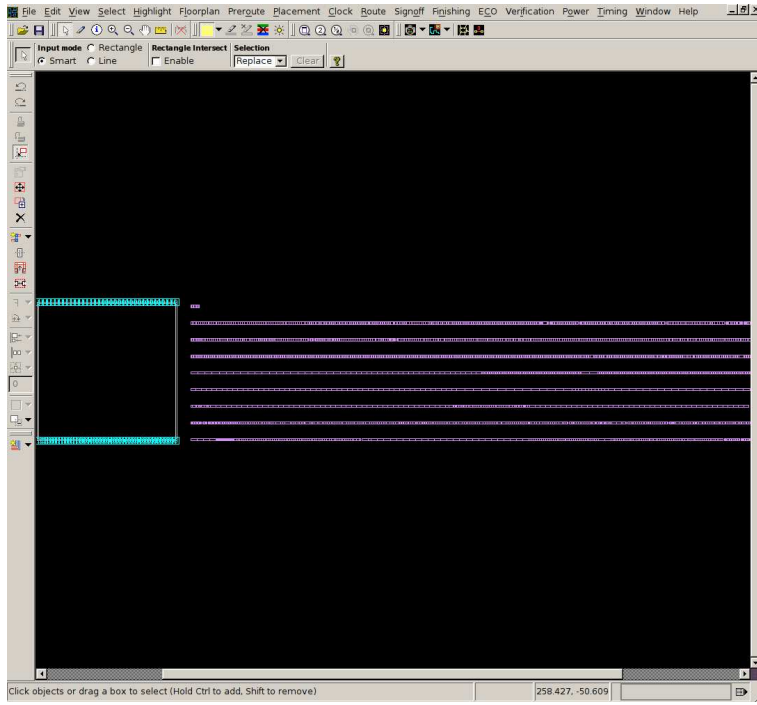 File Edit View Select Highlight Floorplan Preroute Placement Clock Route Signoff Finishing ECO Verification Power Timing Window Help
Input mode Rectangle Rectangle Intersect Selection
Smart Line Enable Replace Clear ?
0
Click objects or drag a box to select (Hold Ctrl to add, Shift to remove) 258.427, -50.609